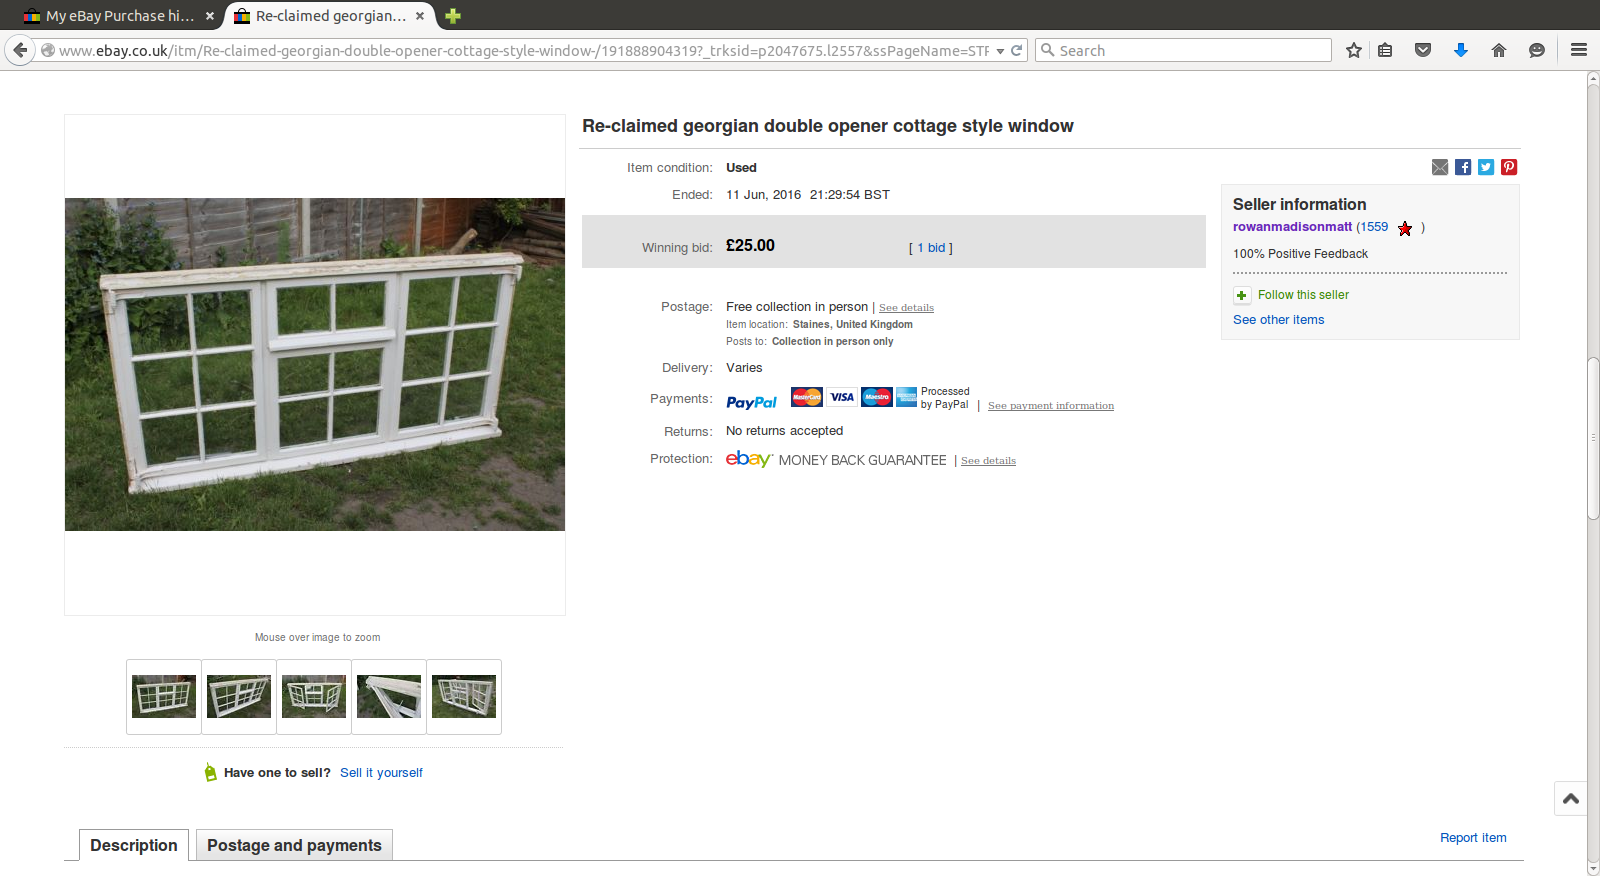 My eBay Purchase hi...
Re-claimed georgian...
www.ebay.co.uk/itm/Re-claimed-georgian-double-opener-cottage-style-window-/191888904319?_trksid=p2047675.l2557&ssPageName=STF
Search
Re-claimed georgian double opener cottage style window
Item condition: Used
Ended: 11 Jun, 2016 21:29:54 BST
Winning bid: £25.00 [ 1 bid ]
Postage: Free collection in person | See details
Item location: Staines, United Kingdom
Posts to: Collection in person only
Delivery: Varies
Payments: PayPal MasterCard VISA Maestro Processed by PayPal | See payment information
Returns: No returns accepted
Protection: ebay MONEY BACK GUARANTEE | See details
Seller information
rowanmadisonmatt (1559 )
100% Positive Feedback
Follow this seller
See other items
Mouse over image to zoom
Have one to sell? Sell it yourself
Description
Postage and payments
Report item